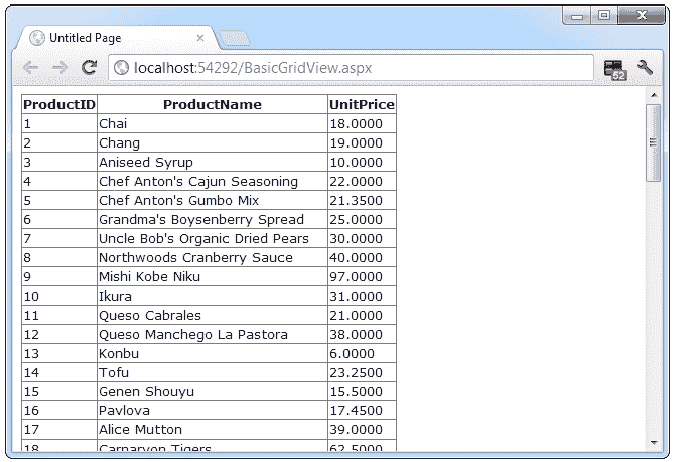 Untitled Page
localhost:54292/BasicGridView.aspx
52
ProductID ProductName UnitPrice
1 Chai 18.0000
2 Chang 19.0000
3 Aniseed Syrup 10.0000
4 Chef Anton's Cajun Seasoning 22.0000
5 Chef Anton's Gumbo Mix 21.3500
6 Grandma's Boysenberry Spread 25.0000
7 Uncle Bob's Organic Dried Pears 30.0000
8 Northwoods Cranberry Sauce 40.0000
9 Mishi Kobe Niku 97.0000
10 Ikura 31.0000
11 Queso Cabrales 21.0000
12 Queso Manchego La Pastora 38.0000
13 Konbu 6.0000
14 Tofu 23.2500
15 Genen Shouyu 15.5000
16 Pavlova 17.4500
17 Alice Mutton 39.0000
18 Carnarvon Tigers 62.5000